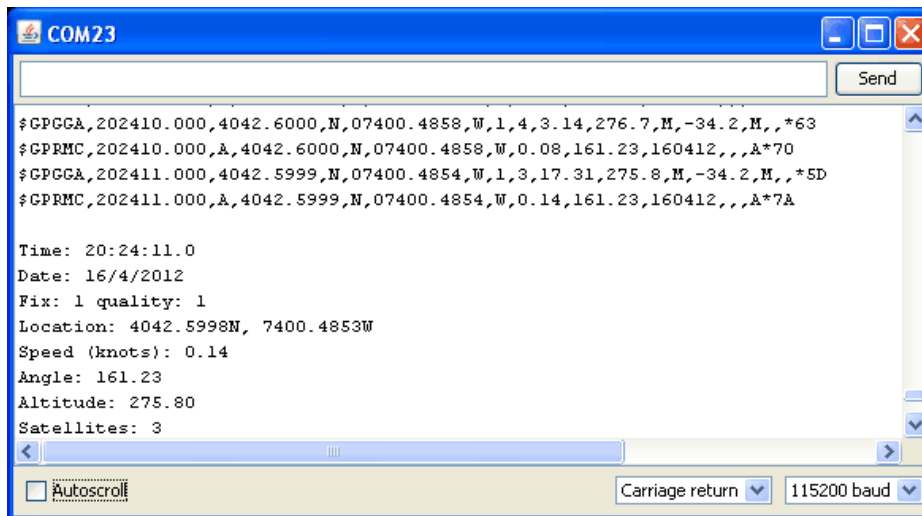 COM23
Send
$GPGGA,202410.000,4042.6000,N,07400.4858,W,1,4,3.14,276.7,M,-34.2,M,,*63
$GPRMC,202410.000,A,4042.6000,N,07400.4858,W,0.08,161.23,160412,,,A*70
$GPGGA,202411.000,4042.5999,N,07400.4854,W,1,3,17.31,275.8,M,-34.2,M,,*5D
$GPRMC,202411.000,A,4042.5999,N,07400.4854,W,0.14,161.23,160412,,,A*7A
Time: 20:24:11.0
Date: 16/4/2012
Fix: 1 quality: 1
Location: 4042.5998N, 7400.4853W
Speed (knots): 0.14
Angle: 161.23
Altitude: 275.80
Satellites: 3
Autoscroll
Carriage return
115200 baud